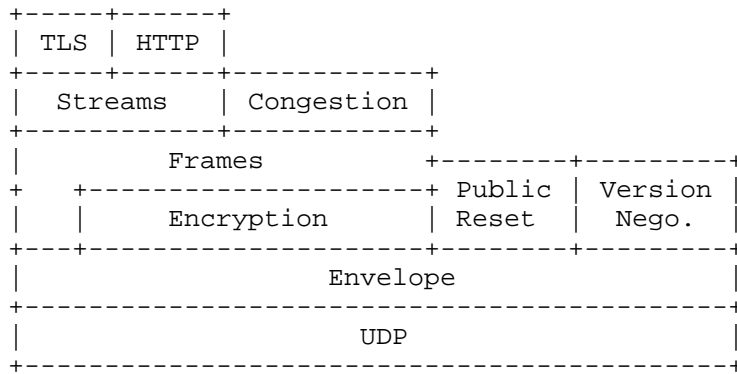 TLS HTTP
Streams Congestion
Frames
Public Version
Encryption Reset Nego.
Envelope
UDP